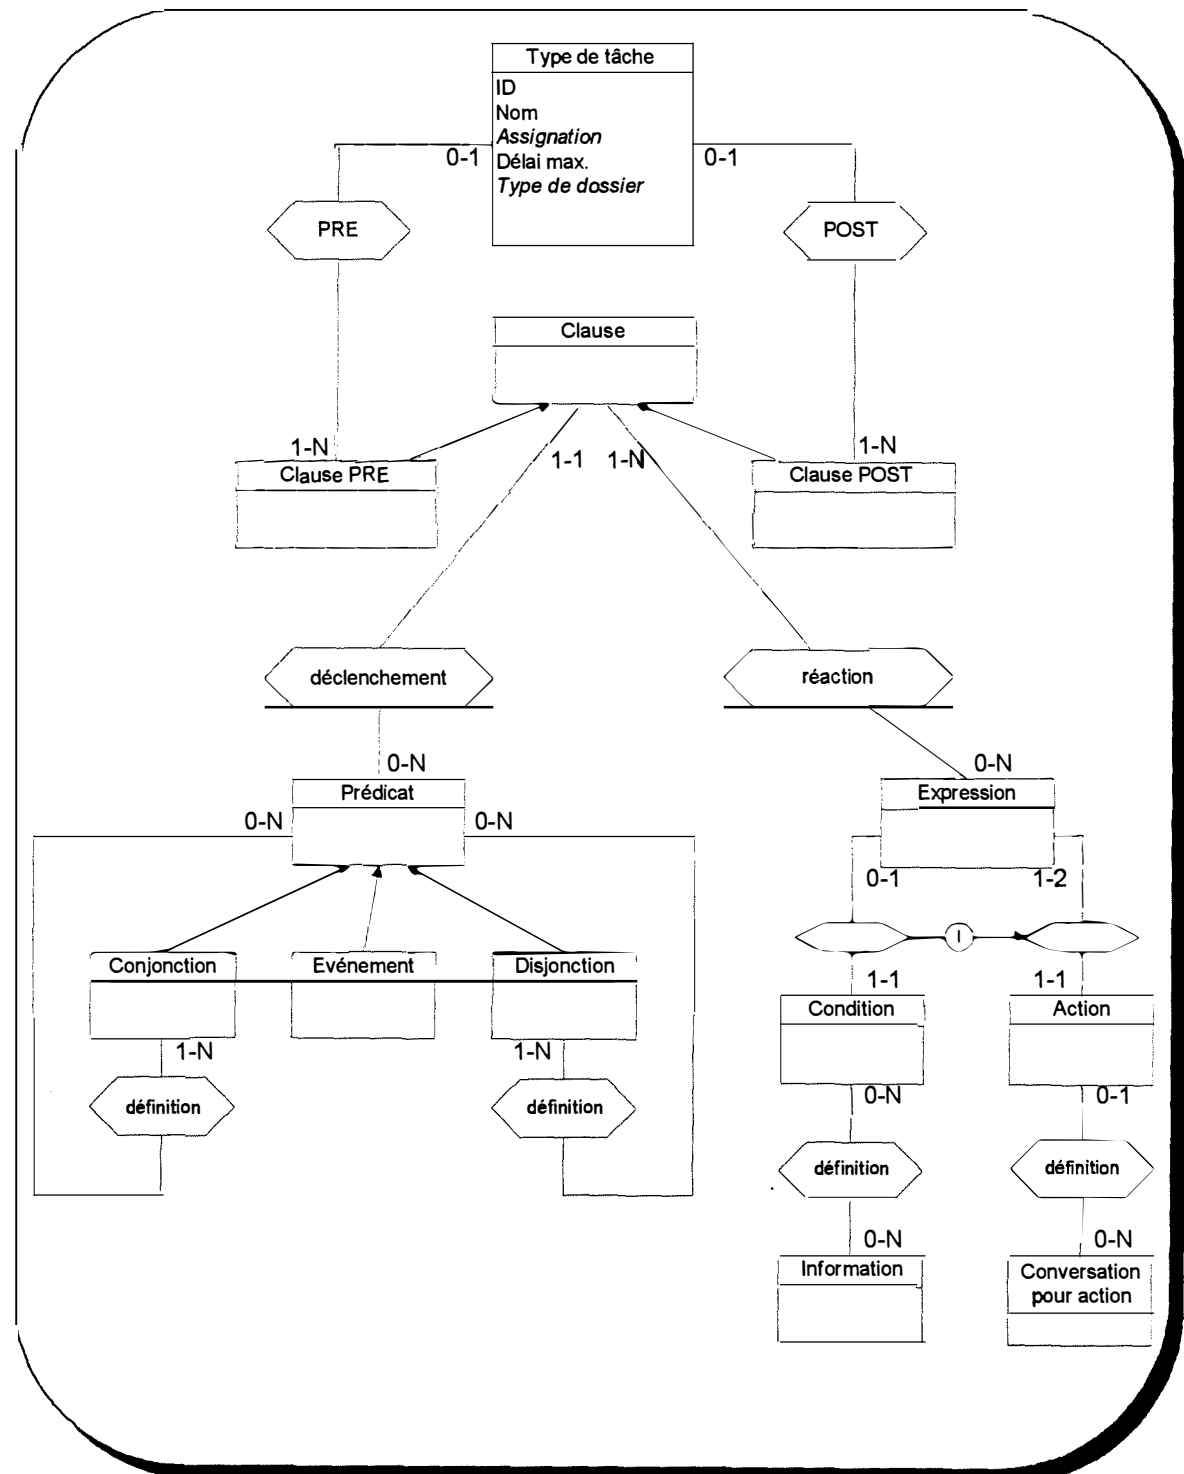 Type de tâche
ID
Nom
Assignation
0-1
Délai max.
0-1
Type de dossier
PRE
POST
Clause
1-N
1-1
1-N
1-N
Clause PRE
Clause POST
déclenchement
réaction
0-N
0-N
Prédicat
Expression
0-N
0-N
0-1
1-2
I
Conjonction
Evénement
Disjonction
1-1
1-1
Condition
Action
1-N
1-N
0-N
0-1
définition
définition
définition
définition
0-N
0-N
Information
Conversation
pour action